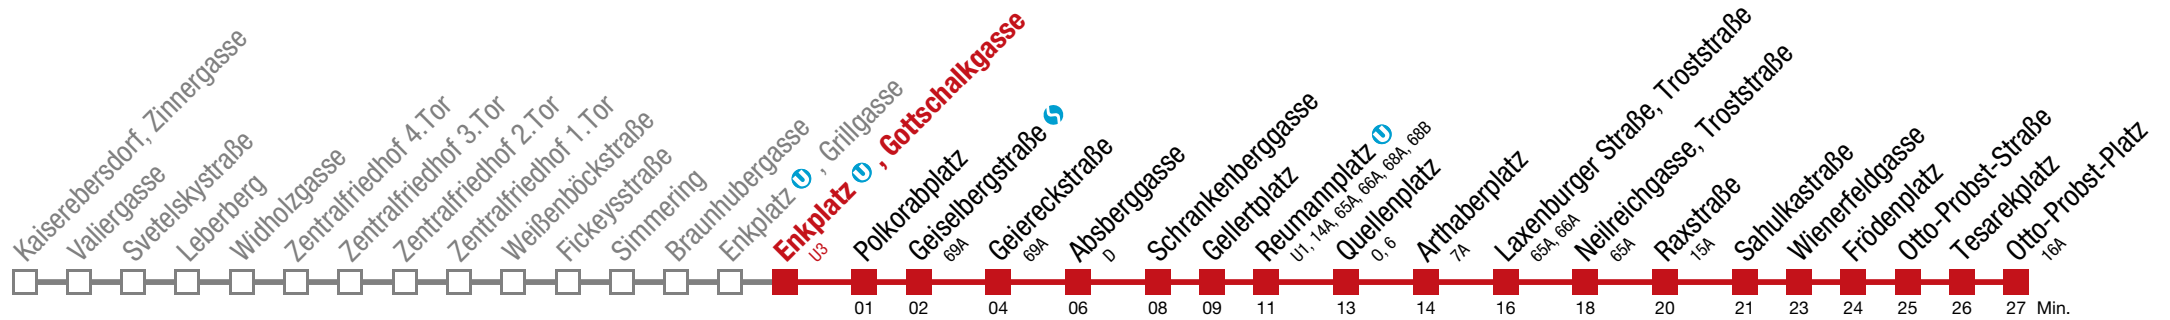 Kaiserebersdorf, Zinnergasse
Valiergasse
Svetelskystraße
Leberberg
Widholzgasse
Zentralfriedhof 4.Tor
Zentralfriedhof 3.Tor
Zentralfriedhof 2.Tor
Zentralfriedhof 1.Tor
Weißenböckstraße
Fickeysstraße
Simmering
Braunhubergasse
Enkplatz U , Grillgasse
Enkplatz U , Gottschalkgasse
U3
Polkorabplatz
Geiselbergstraße S
69A
Geiereckstraße
69A
Absberggasse
D
Schrankenberggasse
Gellertplatz
Reumannplatz U
U1, 14A, 65A, 66A, 68A, 68B
Quellenplatz
O, 6
Arthaberplatz
7A
Laxenburger Straße, Troststraße
65A, 66A
Neilreichgasse, Troststraße
65A
Raxstraße
15A
Sahulkastraße
Wienerfeldgasse
Frödenplatz
Otto-Probst-Straße
Tesarekplatz
Otto-Probst-Platz
16A
01 02 04 06 08 09 11 13 14 16 18 20 21 23 24 25 26 27 Min.